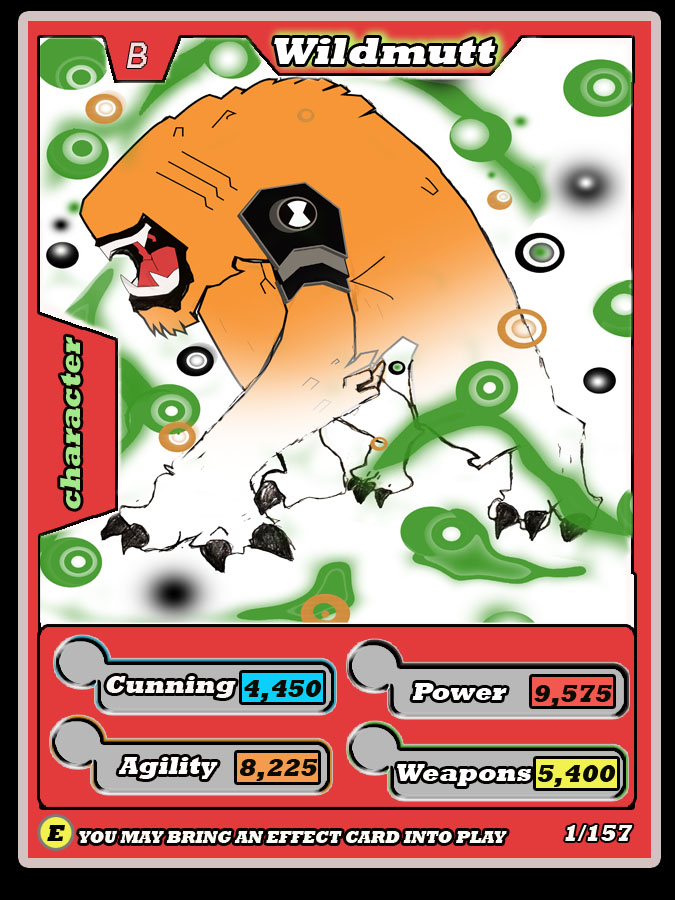 B
Wildmutt
character
Cunning 4,450
Power 9,575
Agility 8,225
Weapons 5,400
E YOU MAY BRING AN EFFECT CARD INTO PLAY
1/157